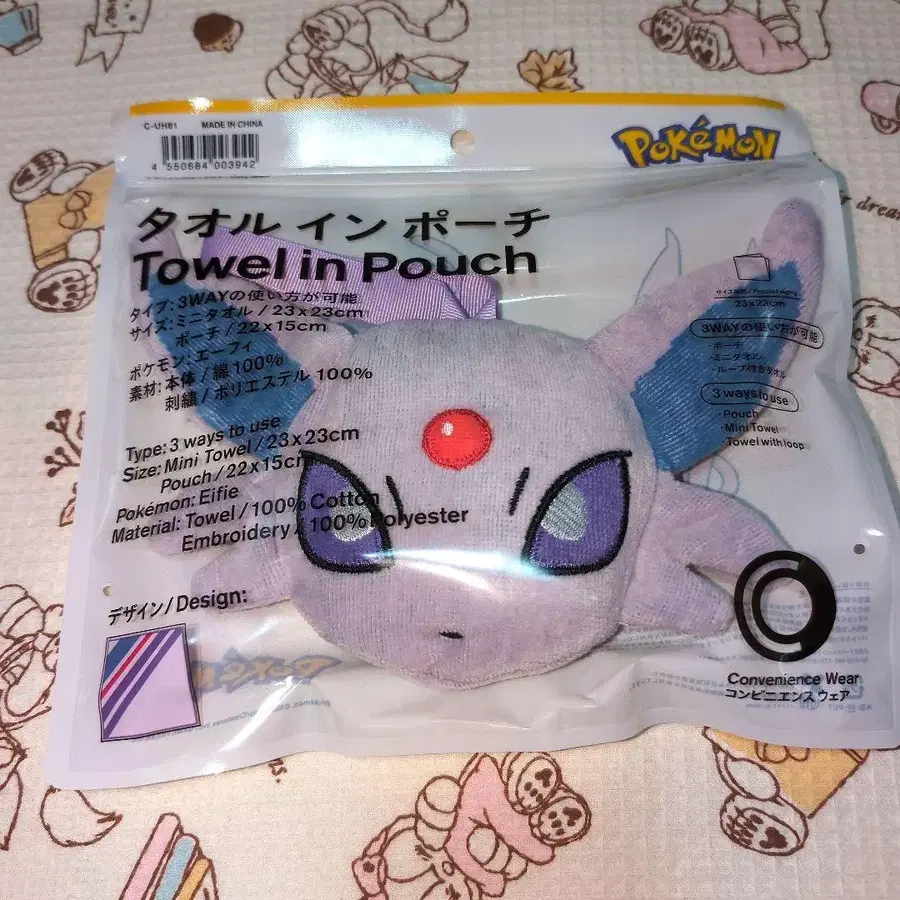 C-UH81 MADE IN CHINA
4 550684 003942
POKéMON
タオル イン ポーチ
Towel in Pouch
タイプ: 3WAYの使い方が可能
サイズ: ミニタオル / 23x23cm
ポーチ / 22x15cm
ポケモン: エーフィ
素材: 本体 / 綿 100%
刺繍 / ポリエステル 100%
Type: 3 ways to use
Size: Mini Towel / 23x23cm
Pouch / 22x15cm
Pokémon: Eifie
Material: Towel / 100% Cotton
Embroidery / 100% Polyester
デザイン / Design:
23x23cm
3WAYの使い方が可能
・ポーチ
・ミニタオル
・ループ付きタオル
3 ways to use
・Pouch
・Mini Towel
・Towel with loop
Convenience Wear
コンビニエンス ウェア